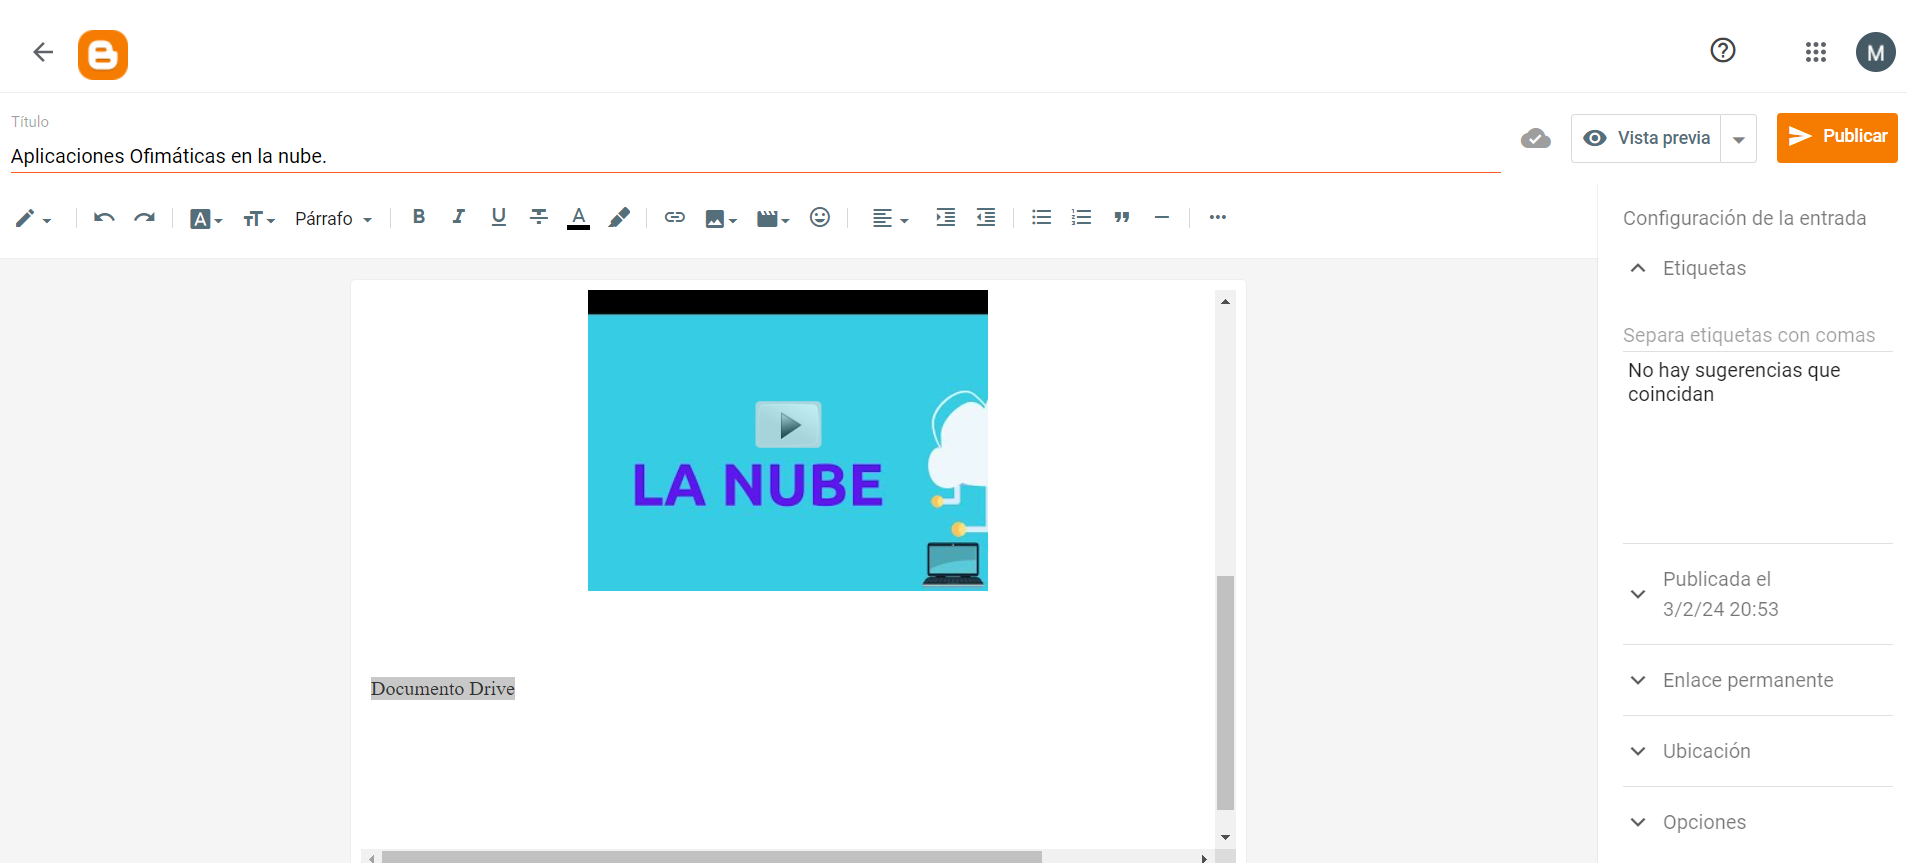 M
Título
Aplicaciones Ofimáticas en la nube.
Vista previa
Publicar
Párrafo
B I U A
Configuración de la entrada
Etiquetas
Separa etiquetas con comas
No hay sugerencias que
coincidan
LA NUBE
Documento Drive
Publicada el
3/2/24 20:53
Enlace permanente
Ubicación
Opciones